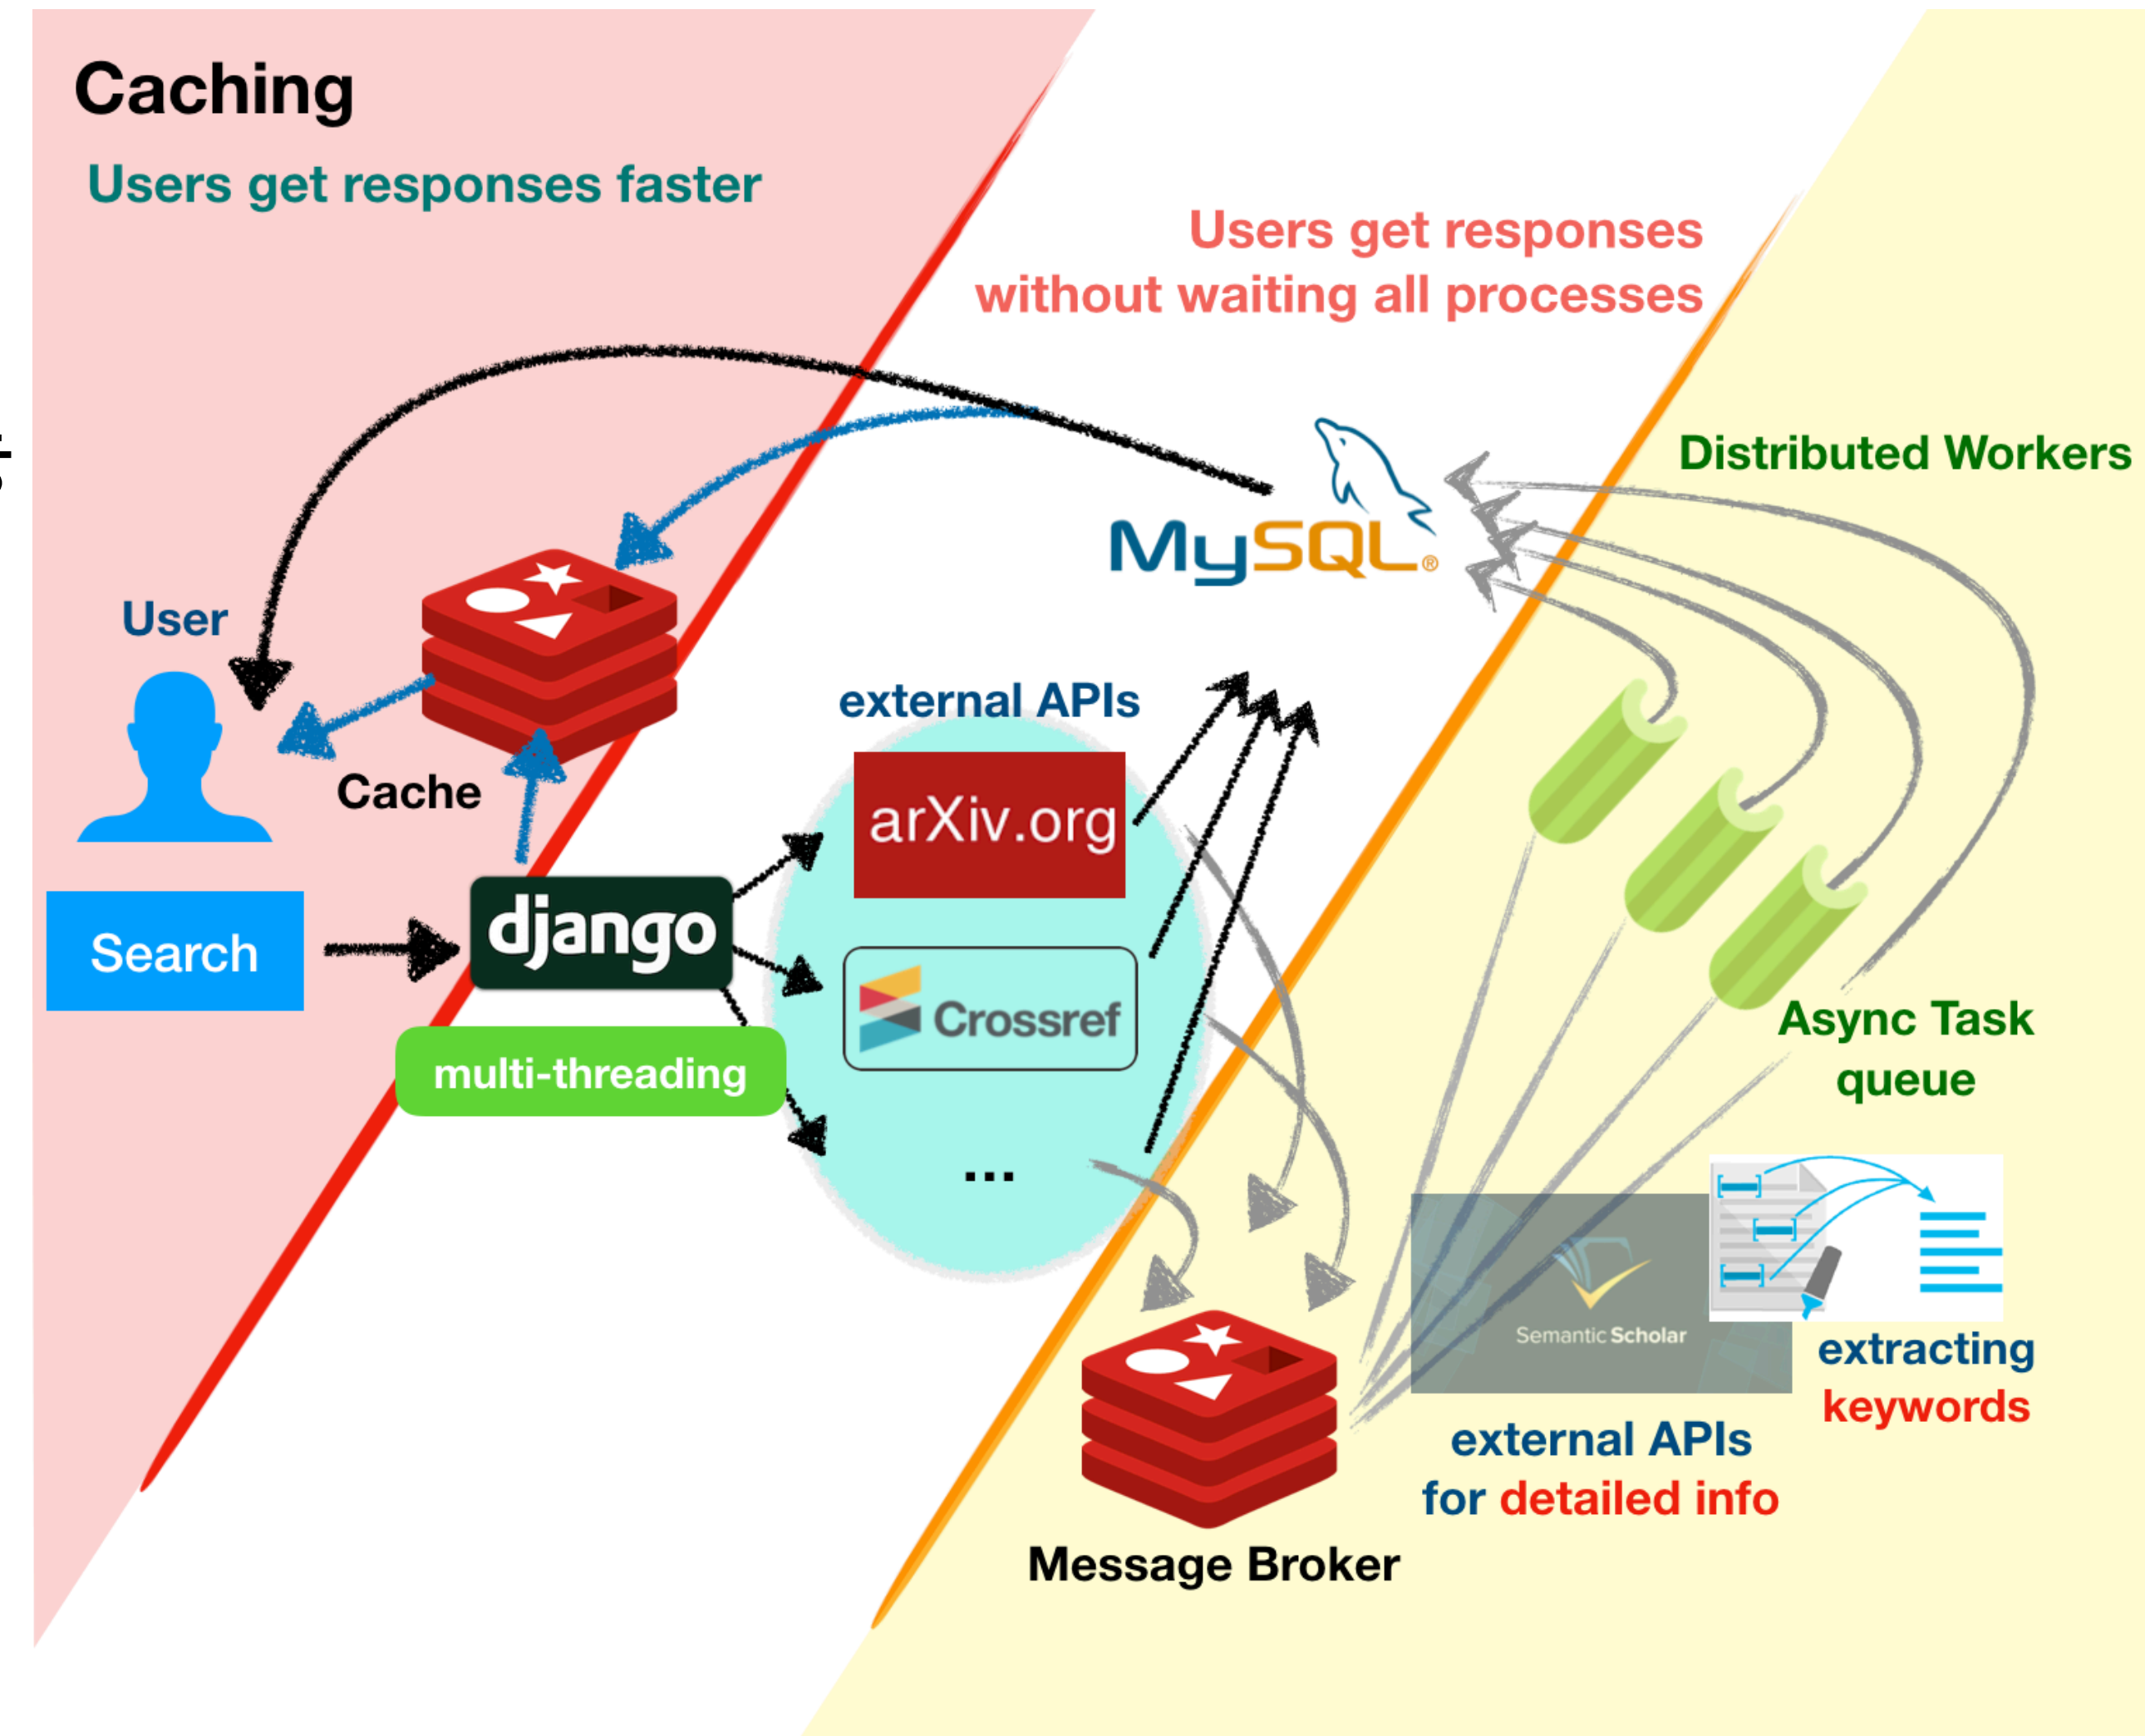 Caching
Users get responses faster
Users get responses
without waiting all processes
Distributed Workers
MySQL®
User
external APIs
arXiv.org
Cache
django
Search
Crossref
multi-threading
Async Task
queue
...
Semantic Scholar
extracting
keywords
external APIs
for detailed info
Message Broker